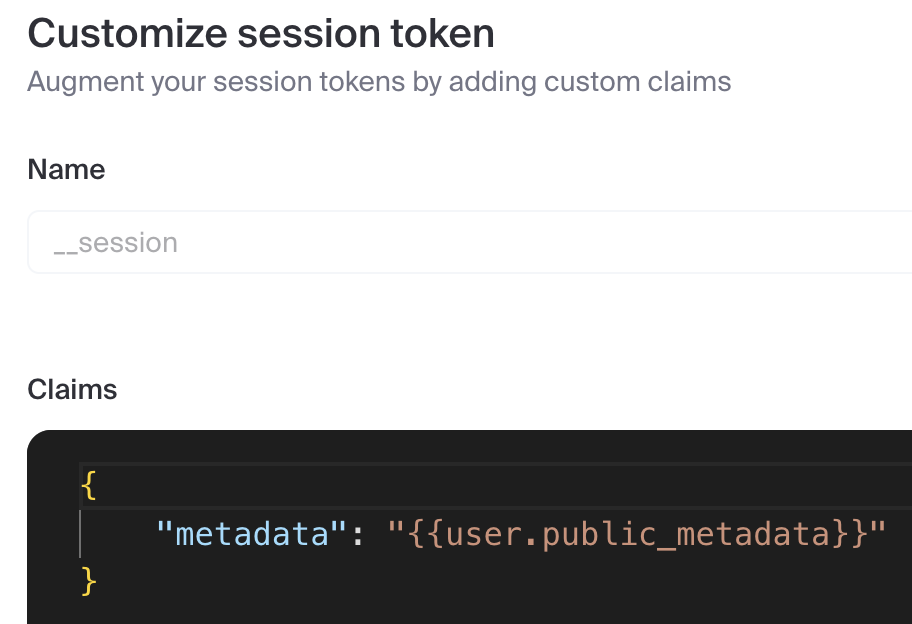 Customize session token
Augment your session tokens by adding custom claims
Name
__session
Claims
{
"metadata": "{{user.public_metadata}}"
}